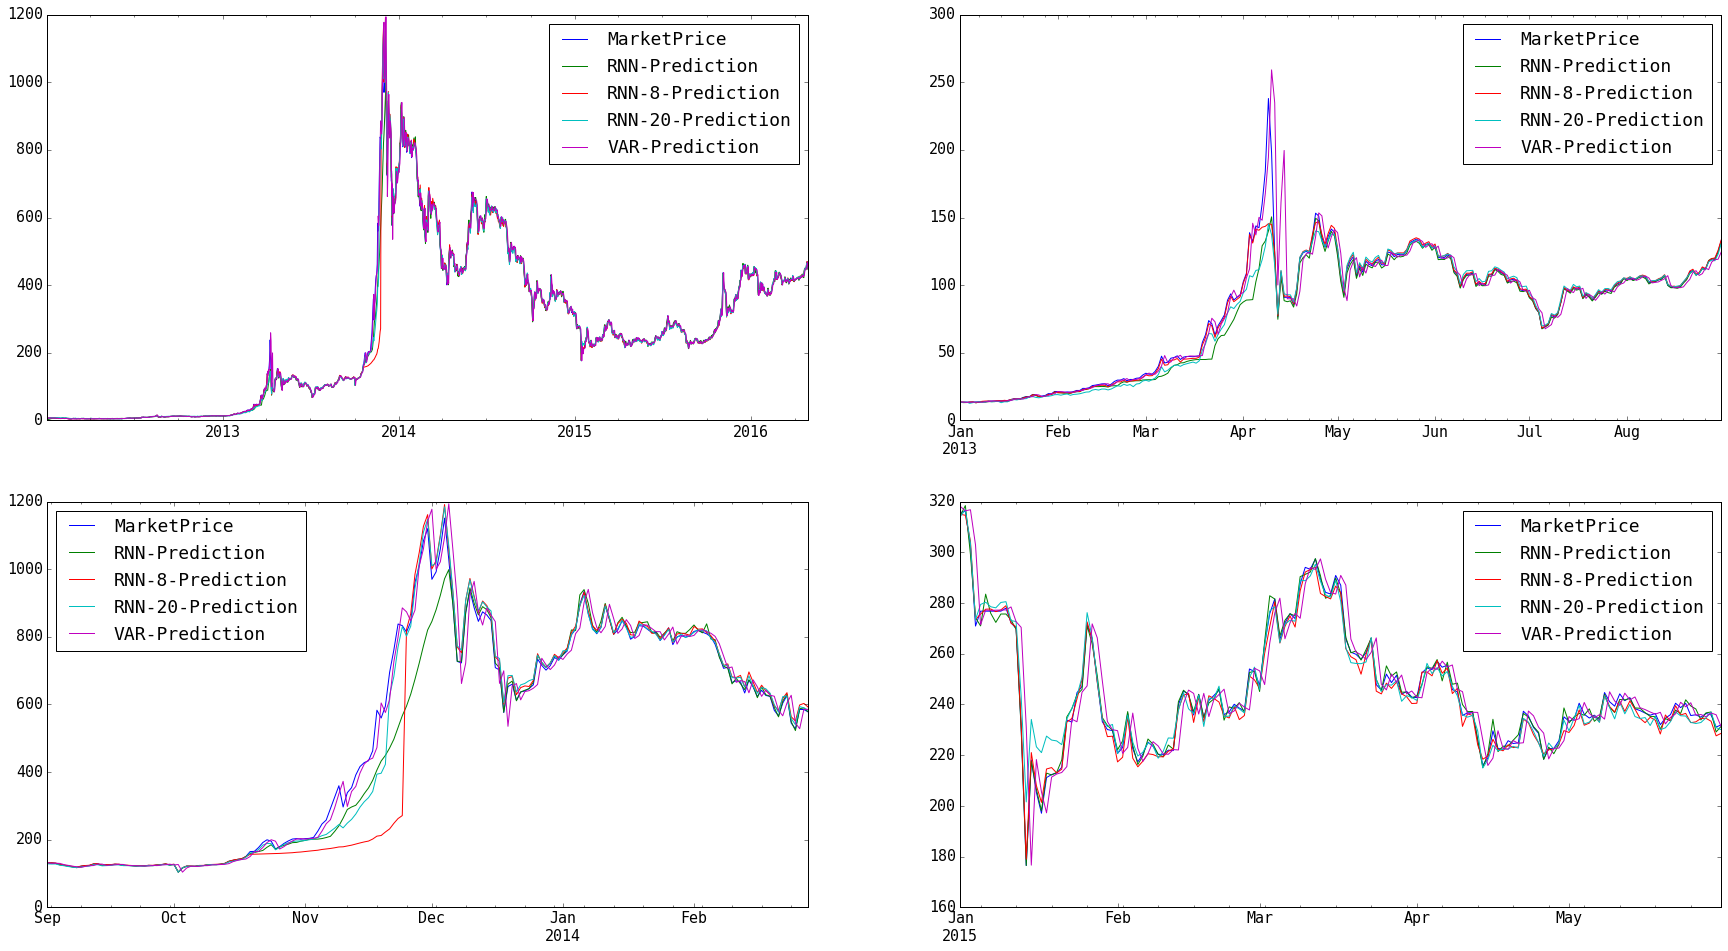 1200
1000
800
600
400
200
0
2013
2014
2015
2016
MarketPrice
RNN-Prediction
RNN-8-Prediction
RNN-20-Prediction
VAR-Prediction
300
250
200
150
100
50
0
Jan
2013
Feb
Mar
Apr
May
Jun
Jul
Aug
MarketPrice
RNN-Prediction
RNN-8-Prediction
RNN-20-Prediction
VAR-Prediction
1200
1000
800
600
400
200
0
Sep
Oct
Nov
Dec
Jan
2014
Feb
MarketPrice
RNN-Prediction
RNN-8-Prediction
RNN-20-Prediction
VAR-Prediction
320
300
280
260
240
220
200
180
160
Jan
2015
Feb
Mar
Apr
May
MarketPrice
RNN-Prediction
RNN-8-Prediction
RNN-20-Prediction
VAR-Prediction